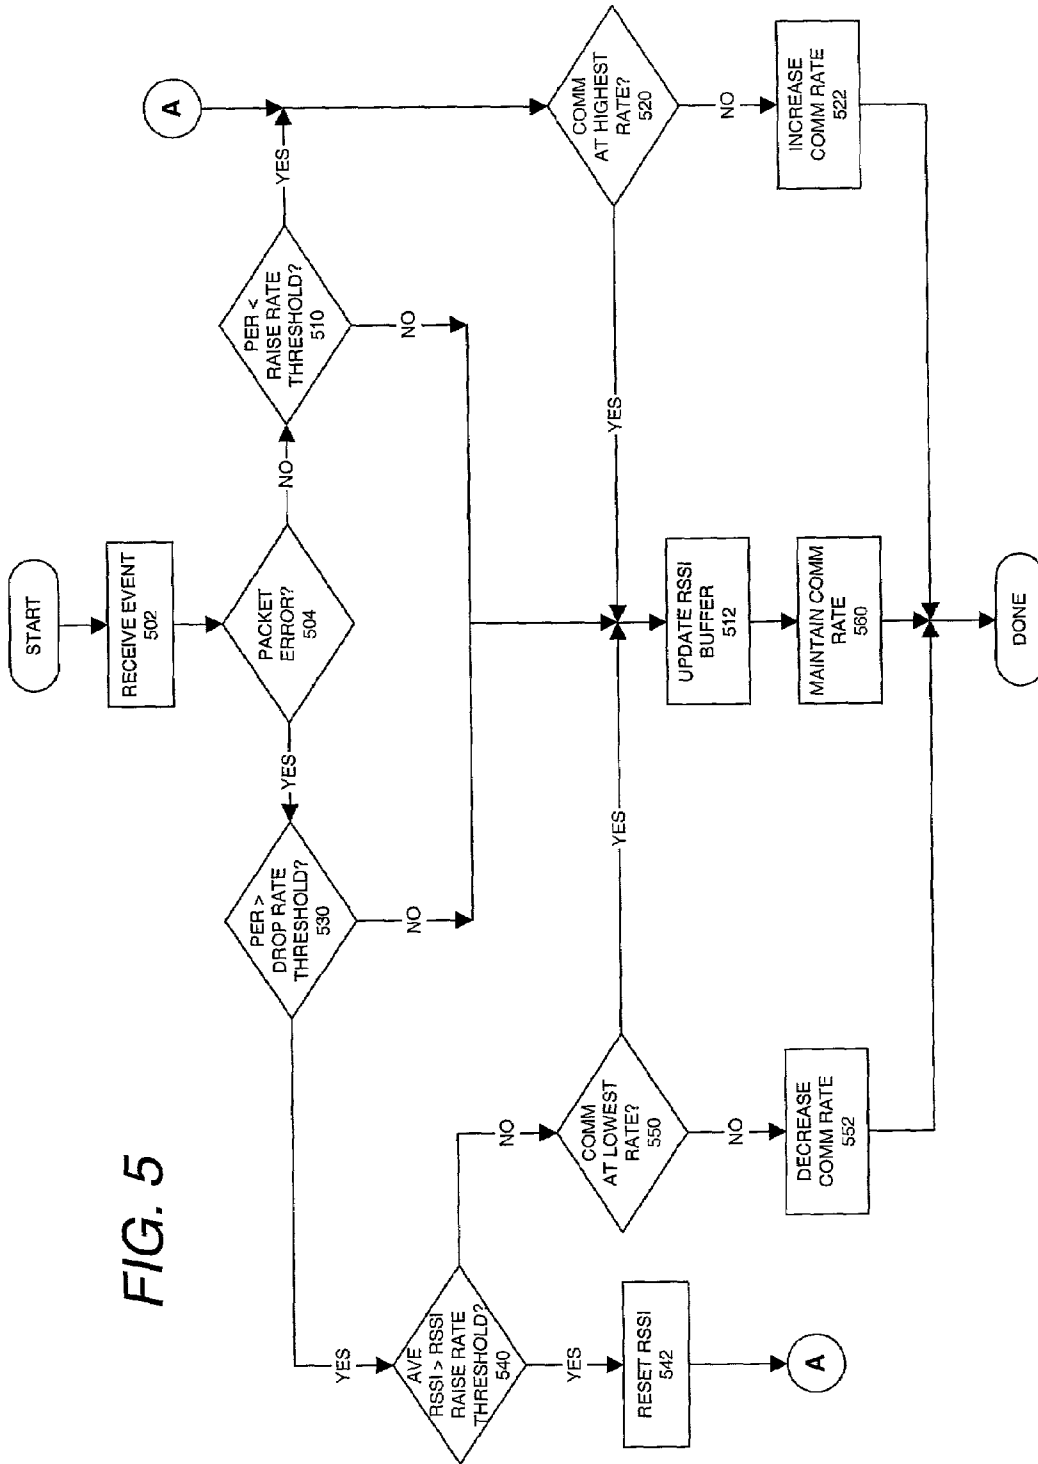 FIG. 5
START
RECEIVE EVENT
502
PACKET
ERROR?
504
YES
NO
PER >
DROP RATE
THRESHOLD?
530
PER <
RAISE RATE
THRESHOLD?
510
YES
A
YES
NO
NO
AVE
RSSI > RSSI
RAISE RATE
THRESHOLD?
540
NO
YES
COMM
AT LOWEST
RATE?
550
YES
YES
COMM
AT HIGHEST
RATE?
520
RESET RSSI
542
NO
UPDATE RSSI
BUFFER
512
NO
A
DECREASE
COMM RATE
552
MAINTAIN COMM
RATE
560
INCREASE
COMM RATE
522
DONE